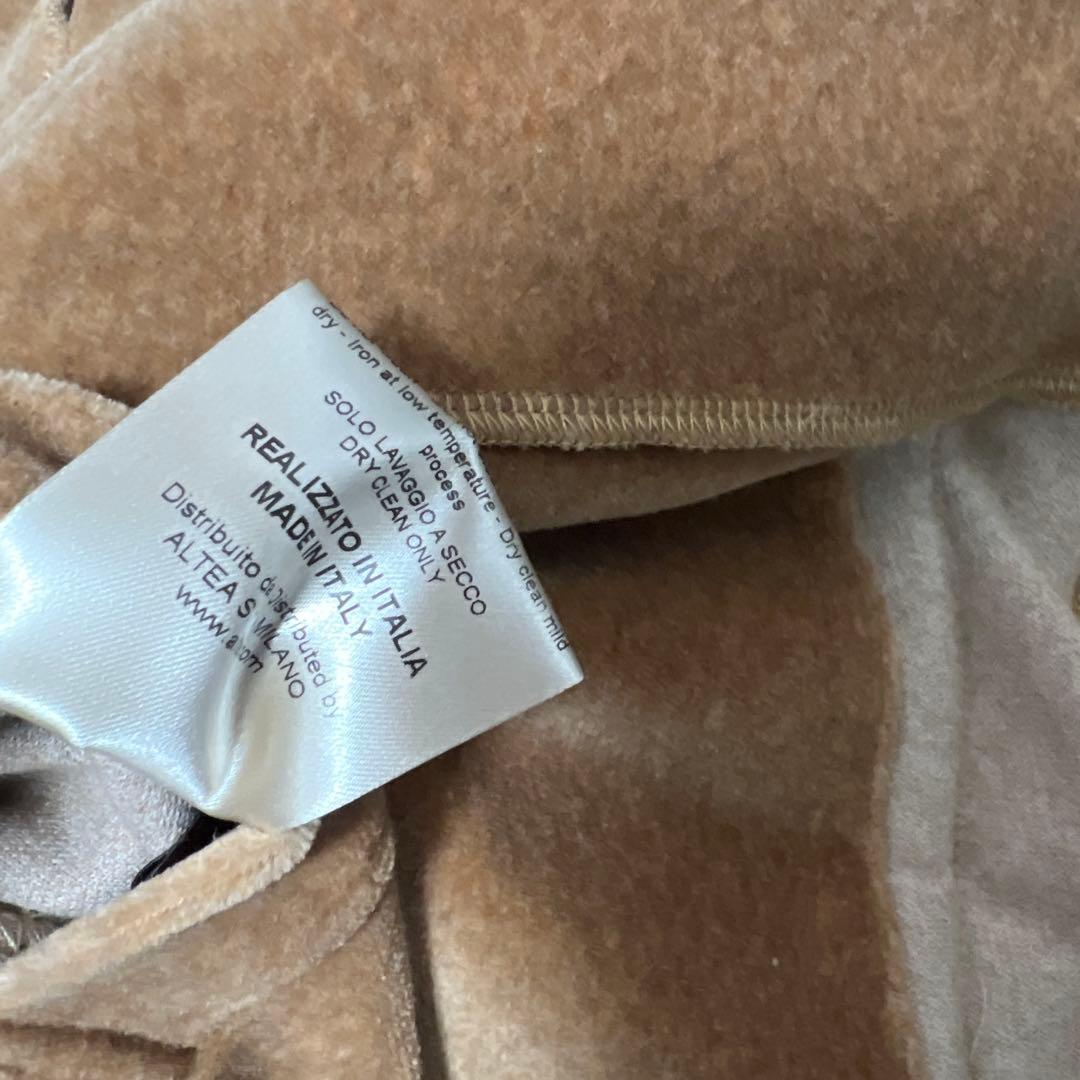 dry - Iron at low temperature - Dry clean mild
process
SOLO LAVAGGIO A SECCO
DRY CLEAN ONLY
REALIZZATO IN ITALIA
MADE IN ITALY
Distribuito Distributed by
ALTEA S MILANO